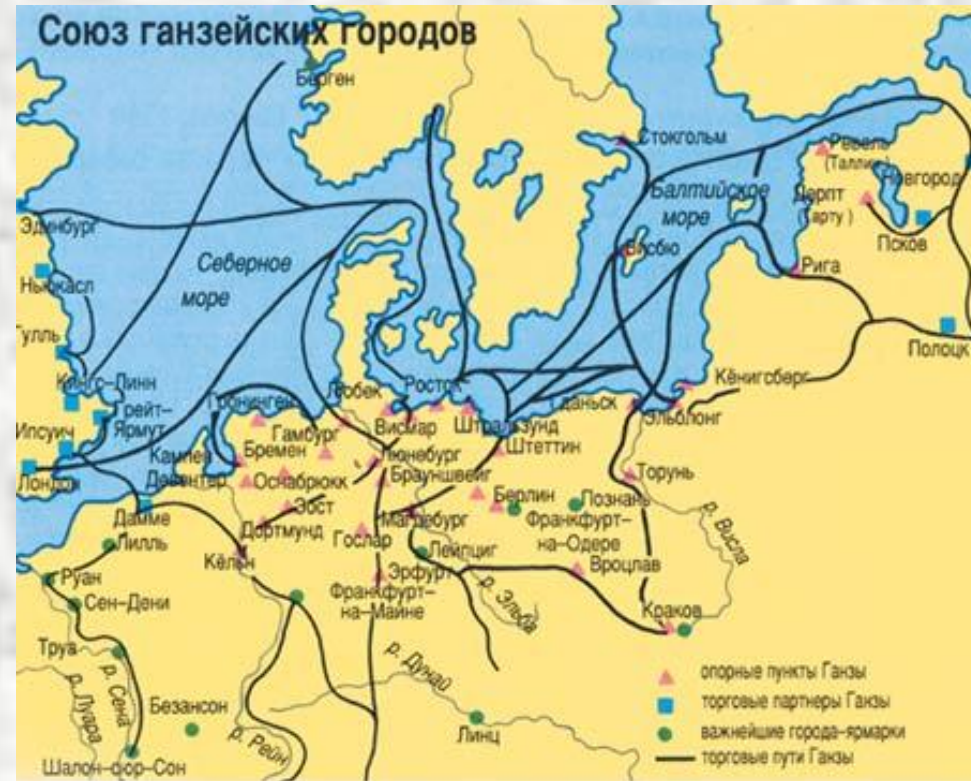 Союз ганзейских городов
Берген
Стокгольм
Ревель
(Таллин)
Новгород
Балтийское
море
Дерпт
(Тарту)
Эдинбург
Псков
Висбю
Северное
море
Рига
Ньюкасл
Гулль
Полоцк
Кингс-Линн
Кёнигсберг
Грейт-
Ярмут
Гронинген
Любек
Росток
Гданьск
Эльблонг
Ипсуич
Гамбург
Висмар
Штральзунд
Штеттин
Бремен
Люнебург
Кампен
Девентер
Оснабрюкк
Брауншвейг
Торунь
Лондон
Зост
Берлин
Познань
Дамме
Дортмунд
Магдебург
Франкфурт-
на-Одере
р. Висла
Лилль
Гослар
Кёльн
Лейпциг
Руан
Эрфурт
Вроцлав
Франкфурт-
на-Майне
р. Эльба
Сен-Дени
Краков
Труа
р. Сена
р. Луара
р. Дунай
опорные пункты Ганзы
торговые партнеры Ганзы
Безансон
важнейшие города-ярмарки
р. Рейн
Линц
торговые пути Ганзы
Шалон-фор-Сон